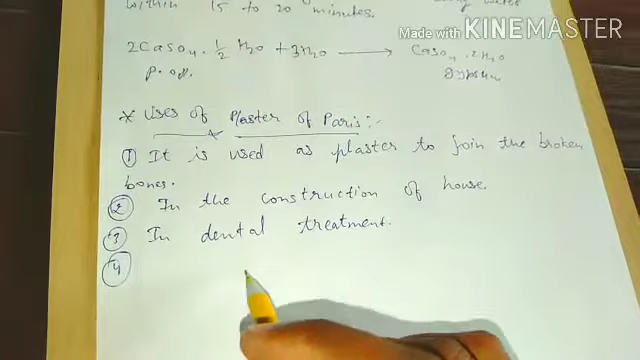 within 15 to 20 minutes.
Made with KINEMASTER
2CaSO4 . 1/2 H2O + 3H2O ⟶ CaSO4 . 2H2O
P. of.
* Uses of Plaster of Paris :-
① It is used as plaster to join the broken
bones.
② In the construction of house.
③ In dental treatment.
④